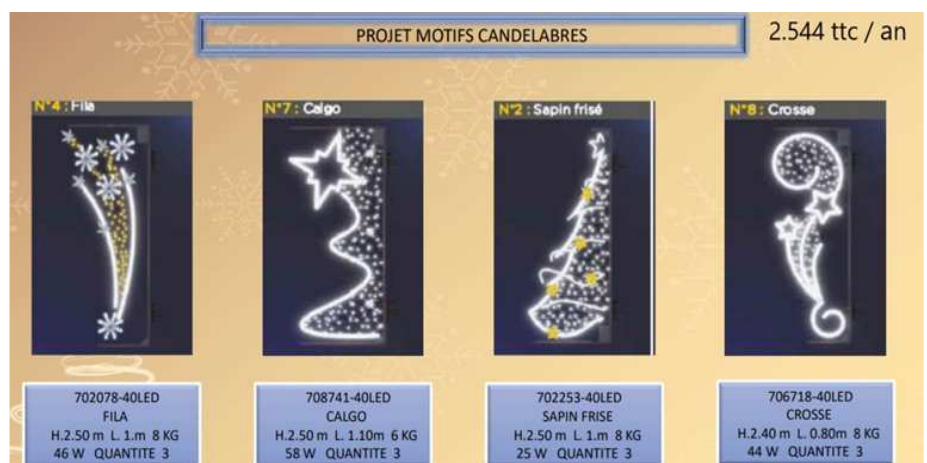 PROJET MOTIFS CANDELABRES
2.544 ttc / an
N°4 : Fila
N°7 : Calgo
N°2 : Sapin frisé
N°8 : Crosse
702078-40LED
FILA
H.2.50 m L. 1.m 8 KG
46 W QUANTITE 3
708741-40LED
CALGO
H.2.50 m L. 1.10m 6 KG
58 W QUANTITE 3
702253-40LED
SAPIN FRISE
H.2.50 m L. 1.m 8 KG
25 W QUANTITE 3
706718-40LED
CROSSE
H.2.40 m L. 0.80m 8 KG
44 W QUANTITE 3